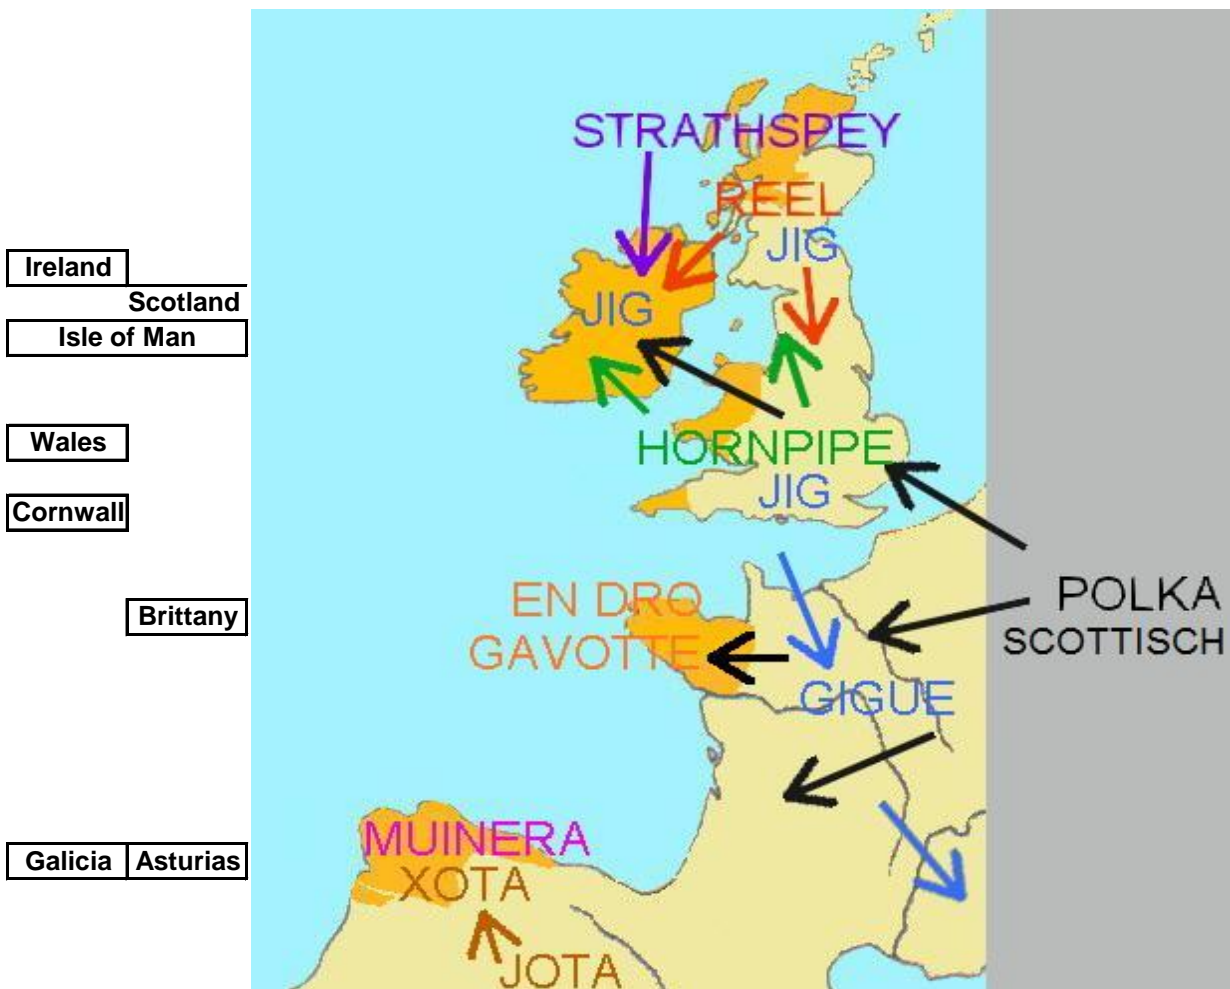 STRATHSPEY
REEL
JIG
Ireland
Scotland
JIG
Isle of Man
Wales
HORNPIPE
JIG
Cornwall
EN DRO
POLKA
Brittany
GAVOTTE
SCOTTISCH
GIGUE
MUINERA
Galicia Asturias
XOTA
JOTA